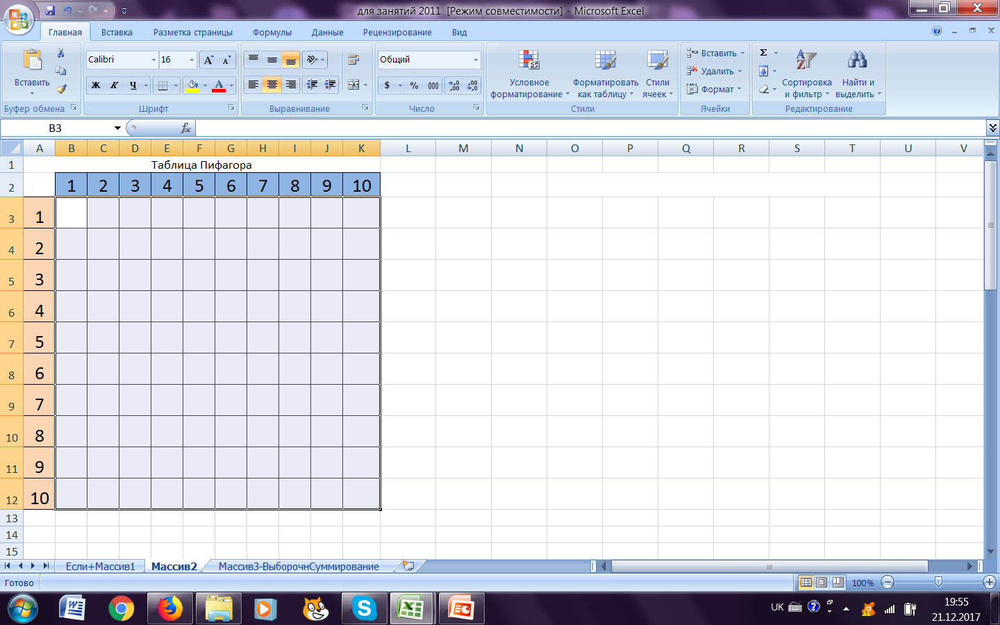 для занятий 2011  [Режим совместимости] - Microsoft Excel
Главная Вставка Разметка страницы Формулы Данные Рецензирование Вид
Calibri 16 Общий
Вставить
Ж К Ч А $ % 000
Условное форматирование
Форматировать как таблицу
Стили ячеек
Вставить
Удалить
Формат
Σ
Сортировка и фильтр
Найти и выделить
Буфер обмена Шрифт Выравнивание Число Стили Ячейки Редактирование
B3 fx
A B C D E F G H I J K L M N O P Q R S T U V
1 Таблица Пифагора
2 1 2 3 4 5 6 7 8 9 10
3 1
4 2
5 3
6 4
7 5
8 6
9 7
10 8
11 9
12 10
13
14
15
Если+Массив1 Массив2 Массив3-ВыборочнСуммирование
Готово 100%
UK 19:55
21.12.2017